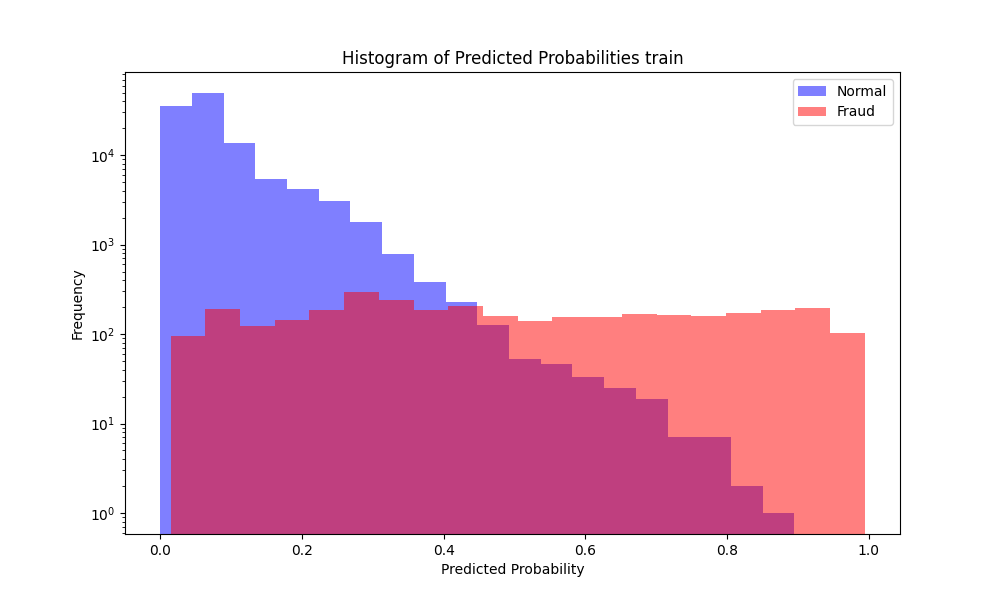 Histogram of Predicted Probabilities train
Normal
Fraud
Frequency
10⁴
10³
10²
10¹
10⁰
0.0 0.2 0.4 0.6 0.8 1.0
Predicted Probability